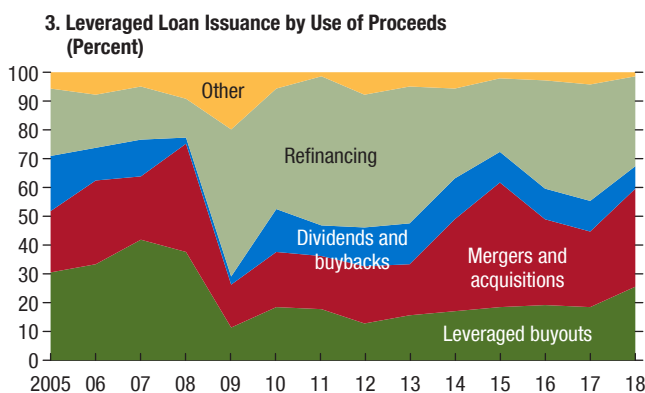 3. Leveraged Loan Issuance by Use of Proceeds
(Percent)
100
90
80
70
60
50
40
30
20
10
0
Other
Refinancing
Dividends and
buybacks
Mergers and
acquisitions
Leveraged buyouts
2005 06 07 08 09 10 11 12 13 14 15 16 17 18